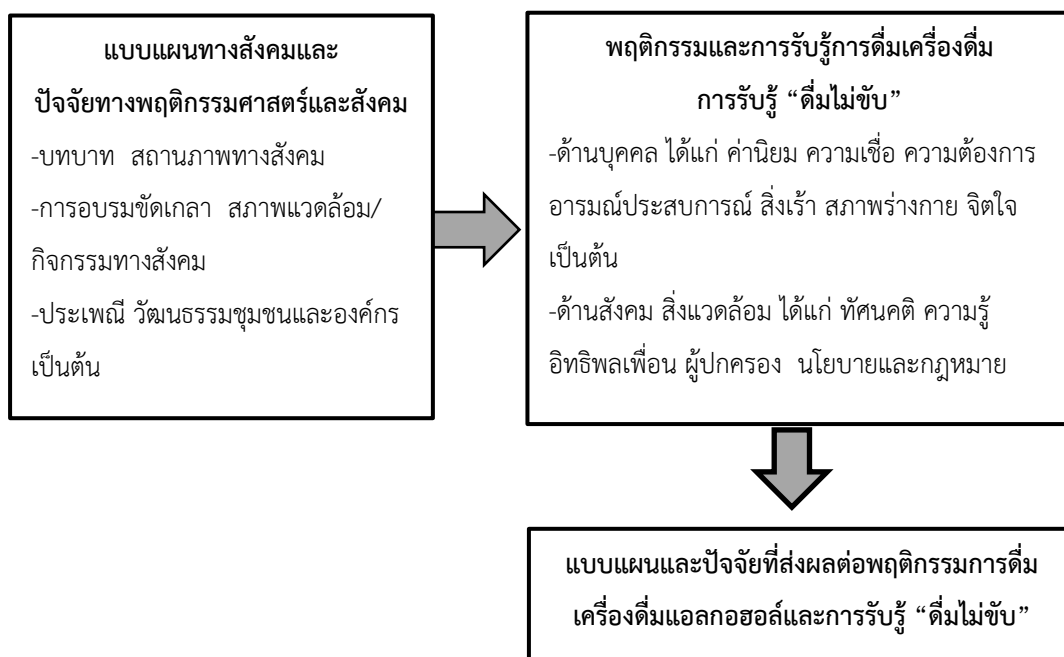 แบบแผนทางสังคมและ
ปัจจัยทางพฤติกรรมศาสตร์และสังคม
-บทบาท สถานภาพทางสังคม
-การอบรมขัดเกลา สภาพแวดล้อม/
กิจกรรมทางสังคม
-ประเพณี วัฒนธรรมชุมชนและองค์กร
เป็นต้น
พฤติกรรมและการรับรู้การดื่มเครื่องดื่ม
การรับรู้ “ดื่มไม่ขับ”
-ด้านบุคคล ได้แก่ ค่านิยม ความเชื่อ ความต้องการ
อารมณ์ประสบการณ์ สิ่งเร้า สภาพร่างกาย จิตใจ
เป็นต้น
-ด้านสังคม สิ่งแวดล้อม ได้แก่ ทัศนคติ ความรู้
อิทธิพลเพื่อน ผู้ปกครอง นโยบายและกฎหมาย
แบบแผนและปัจจัยที่ส่งผลต่อพฤติกรรมการดื่ม
เครื่องดื่มแอลกอฮอล์และการรับรู้ “ดื่มไม่ขับ”